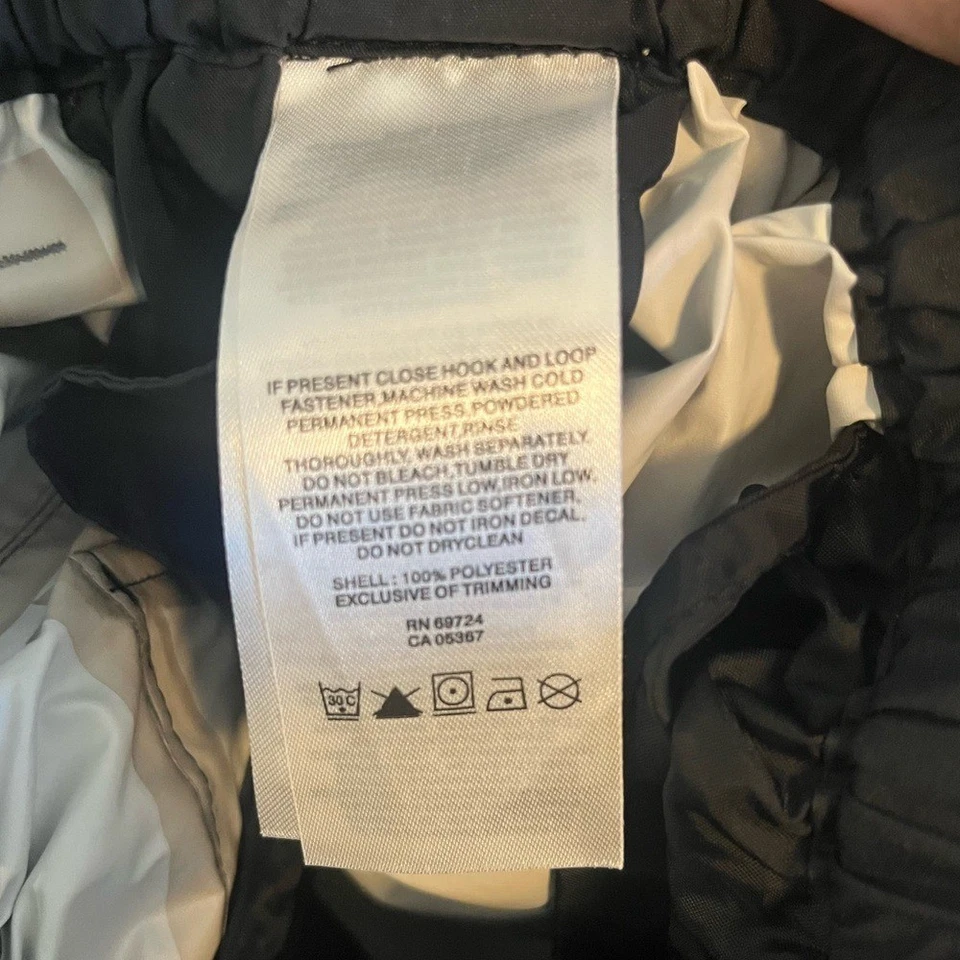 IF PRESENT CLOSE HOOK AND LOOP
FASTENER,MACHINE WASH COLD
PERMANENT PRESS,POWDERED
DETERGENT,RINSE
THOROUGHLY, WASH SEPARATELY.
DO NOT BLEACH,TUMBLE DRY
PERMANENT PRESS LOW,IRON LOW.
DO NOT USE FABRIC SOFTENER,
IF PRESENT DO NOT IRON DECAL.
DO NOT DRYCLEAN
SHELL : 100% POLYESTER
EXCLUSIVE OF TRIMMING
RN 69724
CA 05367
30 C